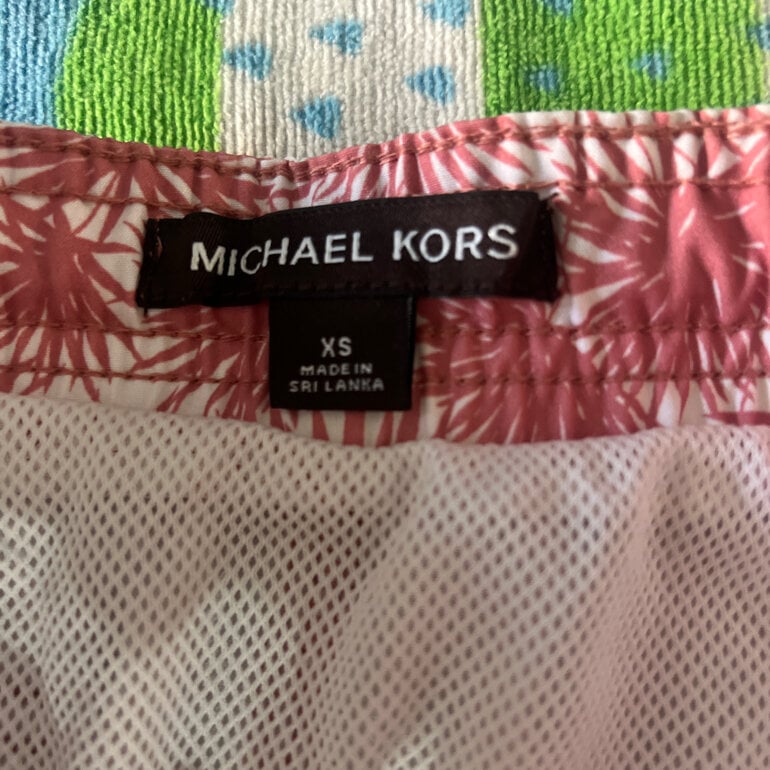 MICHAEL KORS
XS
MADE IN
SRI LANKA